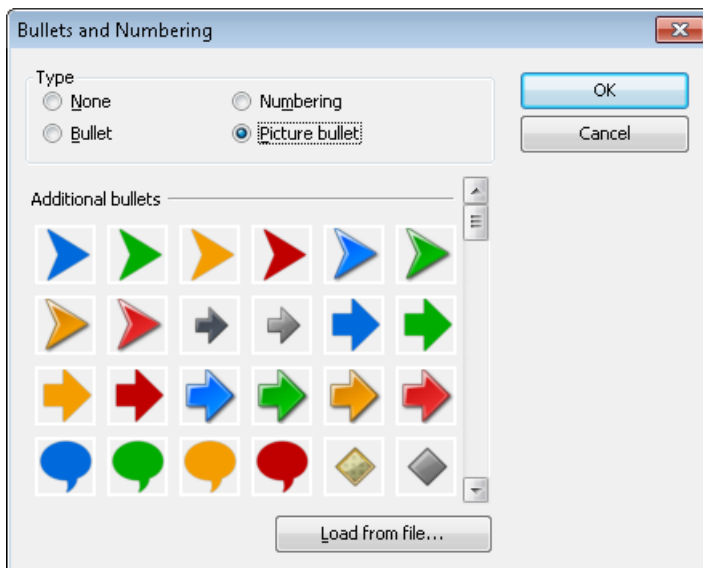 Bullets and Numbering
Type
None
Numbering
Bullet
Picture bullet
OK
Cancel
Additional bullets
Load from file...